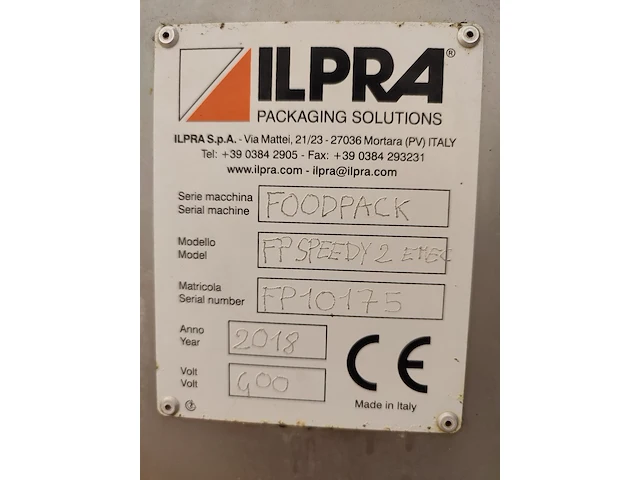 ILPRA®
PACKAGING SOLUTIONS
ILPRA S.p.A. - Via Mattei, 21/23 - 27036 Mortara (PV) ITALY
Tel: +39 0384 2905 - Fax: +39 0384 293231
www.ilpra.com - ilpra@ilpra.com
Serie macchina
Serial machine
FOODPACK
Modello
Model
FP SPEEDY 2 EMEC
Matricola
Serial number
FP10175
Anno
Year
2018
Volt
Volt
400
CE
Made in Italy